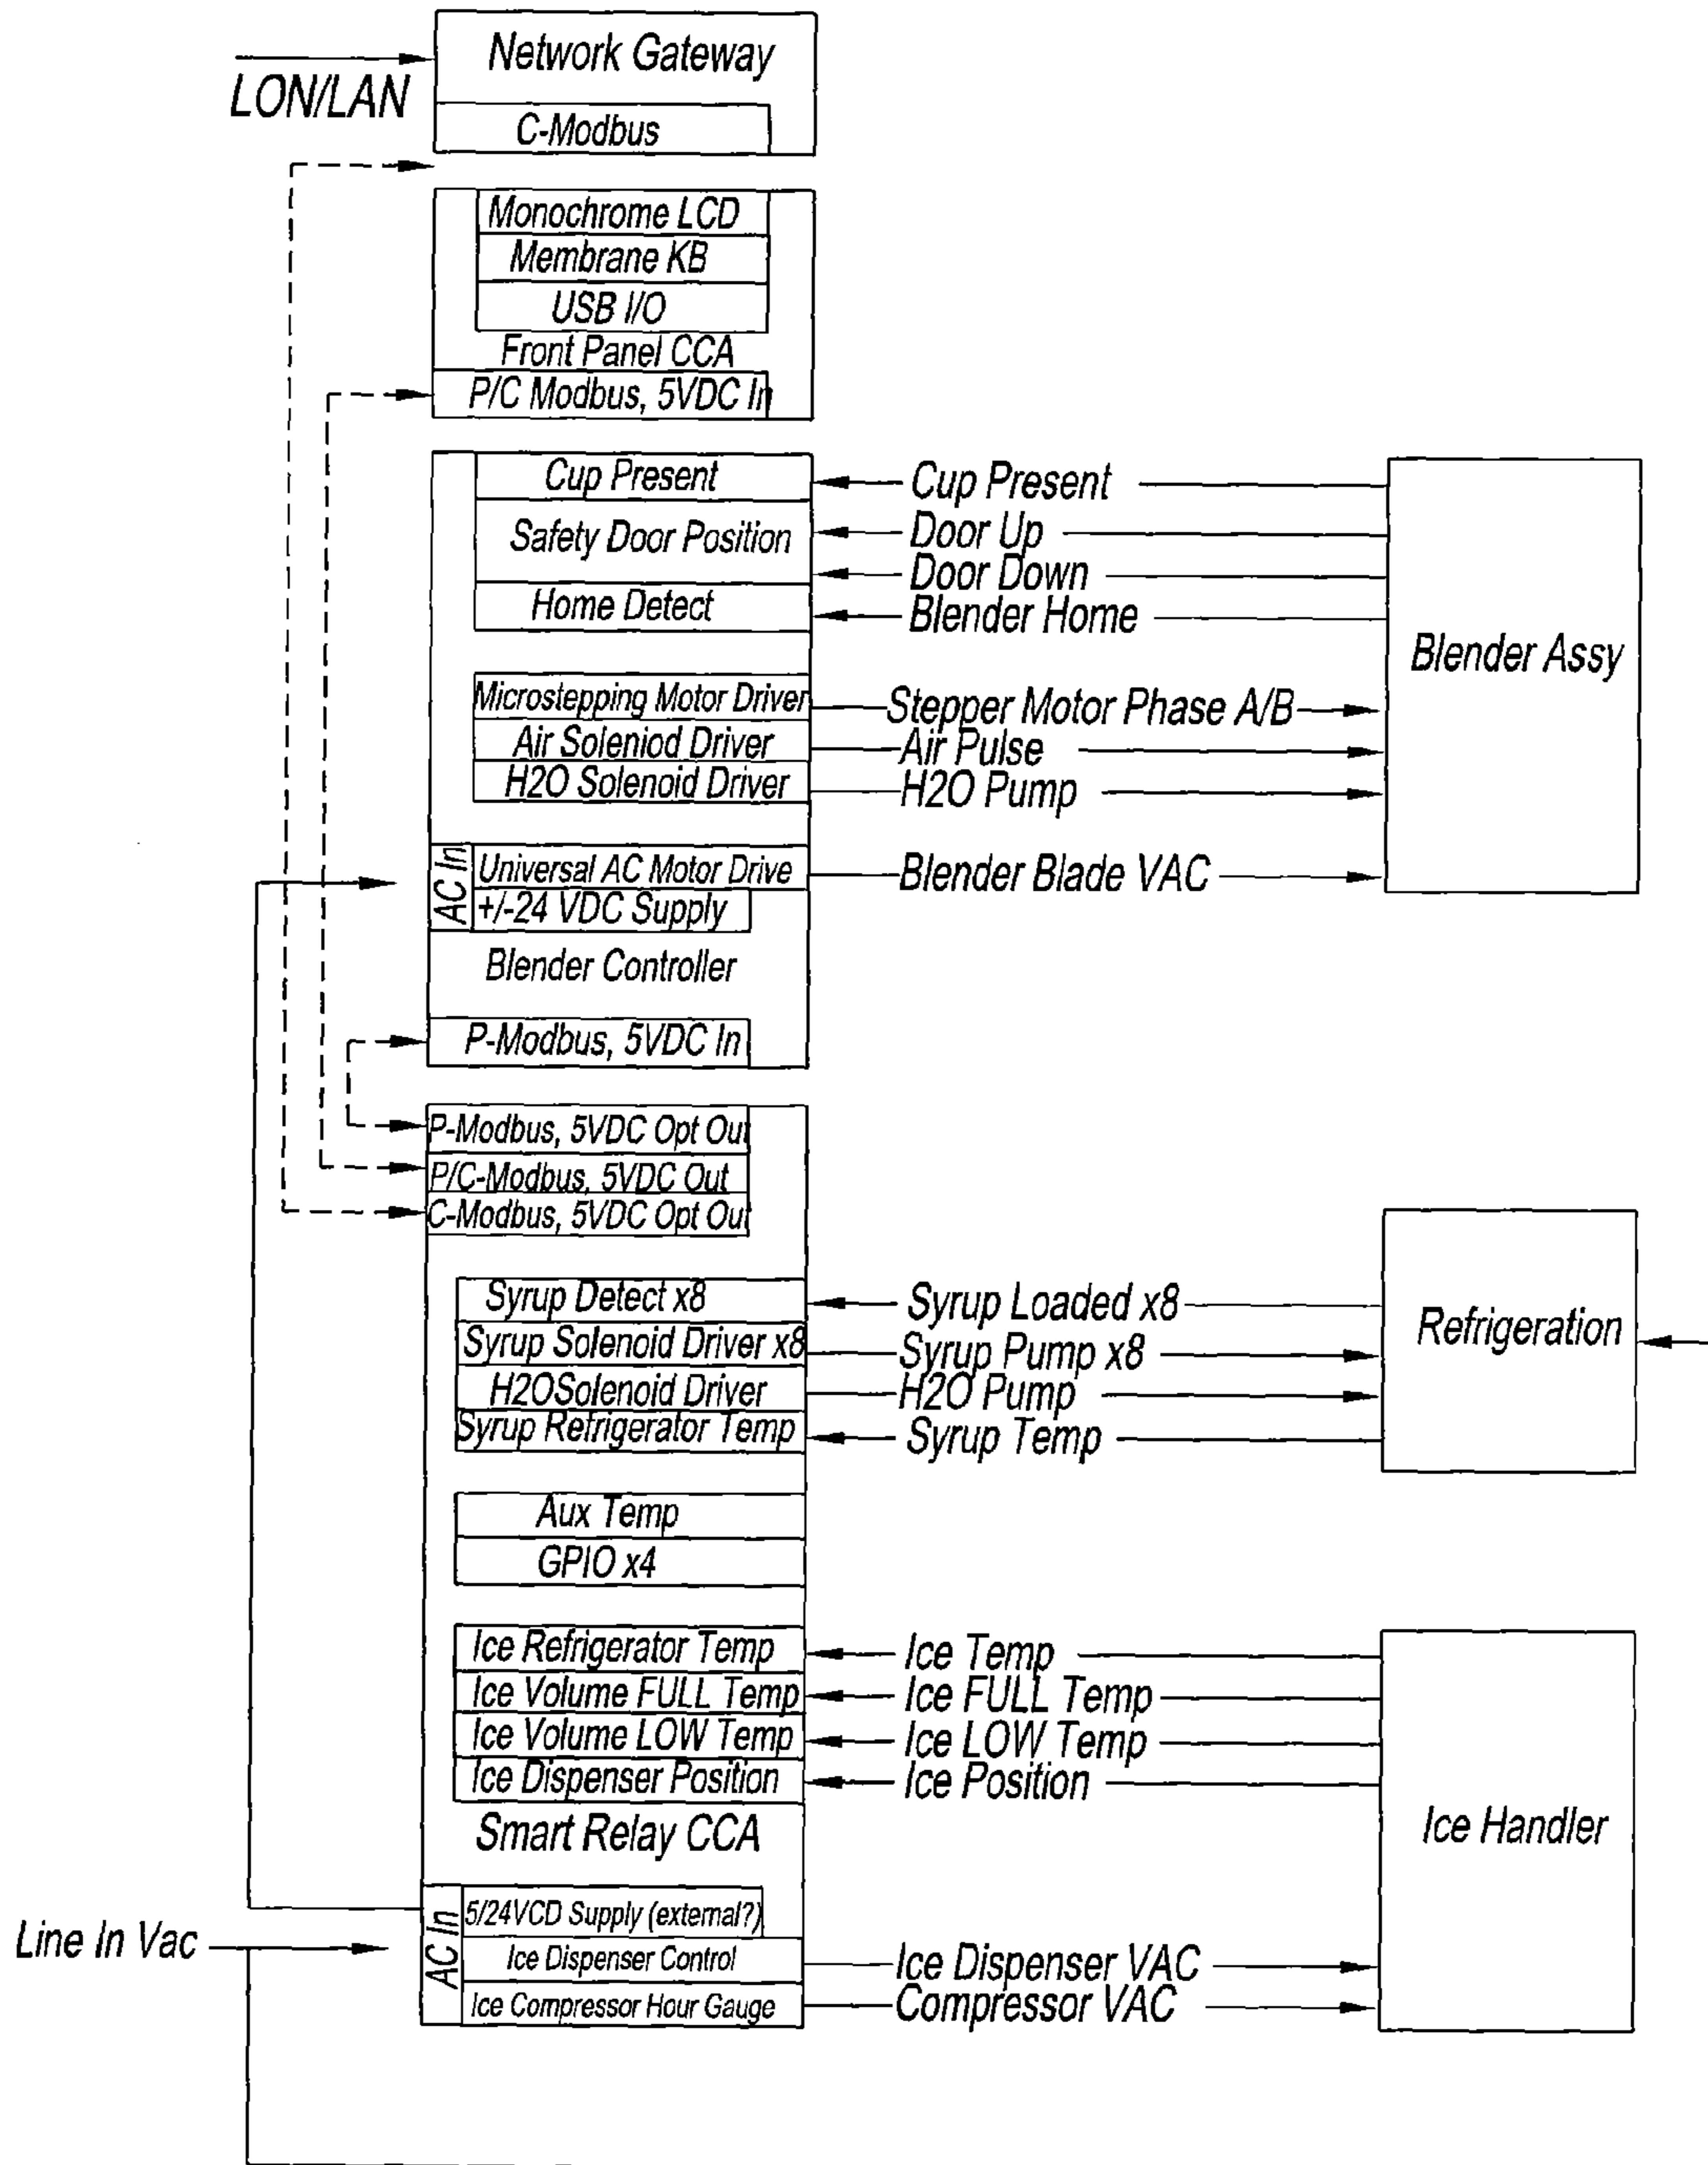 Network Gateway
LON/LAN
C-Modbus
Monochrome LCD
Membrane KB
USB I/O
Front Panel CCA
P/C Modbus, 5VDC In
Cup Present
Cup Present
Safety Door Position
Door Up
Door Down
Home Detect
Blender Home
Blender Assy
Microstepping Motor Driver
Stepper Motor Phase A/B
Air Soleniod Driver
Air Pulse
H2O Solenoid Driver
H2O Pump
AC In
Universal AC Motor Drive
Blender Blade VAC
+/-24 VDC Supply
Blender Controller
P-Modbus, 5VDC In
P-Modbus, 5VDC Opt Out
P/C-Modbus, 5VDC Out
C-Modbus, 5VDC Opt Out
Syrup Detect x8
Syrup Loaded x8
Syrup Solenoid Driver x8
Syrup Pump x8
H2OSolenoid Driver
H2O Pump
Syrup Refrigerator Temp
Syrup Temp
Refrigeration
Aux Temp
GPIO x4
Ice Refrigerator Temp
Ice Temp
Ice Volume FULL Temp
Ice FULL Temp
Ice Volume LOW Temp
Ice LOW Temp
Ice Dispenser Position
Ice Position
Smart Relay CCA
Ice Handler
Line In Vac
AC In
5/24VCD Supply (external?)
Ice Dispenser Control
Ice Dispenser VAC
Ice Compressor Hour Gauge
Compressor VAC